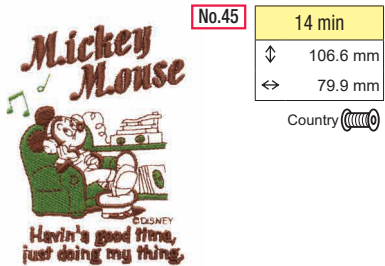 Mickey
Mouse
©DISNEY
Havin's good time,
just doing my thing.
No.45
14 min
106.6 mm
79.9 mm
Country